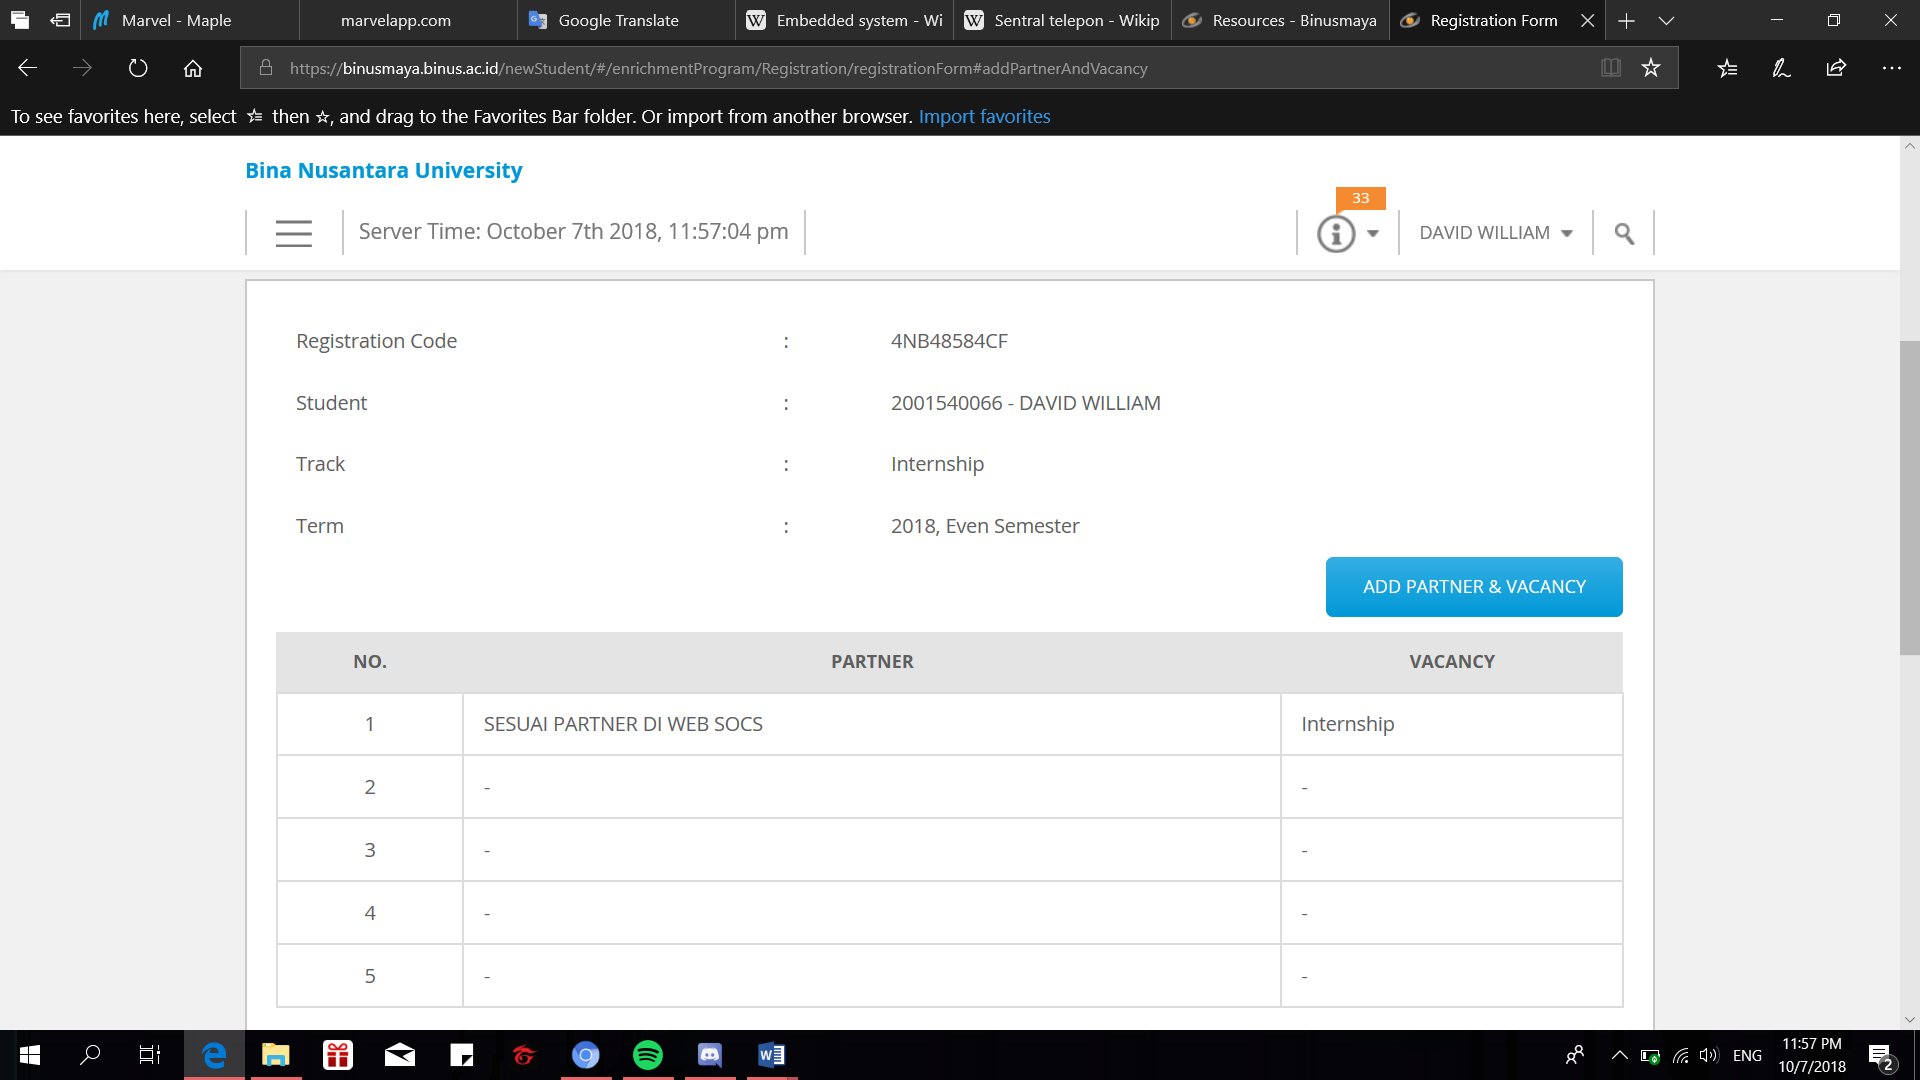 Marvel - Maple
marvelapp.com
Google Translate
Embedded system - Wi
Sentral telepon - Wikip
Resources - Binusmaya
Registration Form
https://binusmaya.binus.ac.id/newStudent/#/enrichmentProgram/Registration/registrationForm#addPartnerAndVacancy
To see favorites here, select then , and drag to the Favorites Bar folder. Or import from another browser. Import favorites
Bina Nusantara University
33
Server Time: October 7th 2018, 11:57:04 pm
DAVID WILLIAM
Registration Code : 4NB48584CF
Student : 2001540066 - DAVID WILLIAM
Track : Internship
Term : 2018, Even Semester
ADD PARTNER & VACANCY
NO. PARTNER VACANCY
1 SESUAI PARTNER DI WEB SOCS Internship
2 - -
3 - -
4 - -
5 - -
ENG
11:57 PM
10/7/2018
2